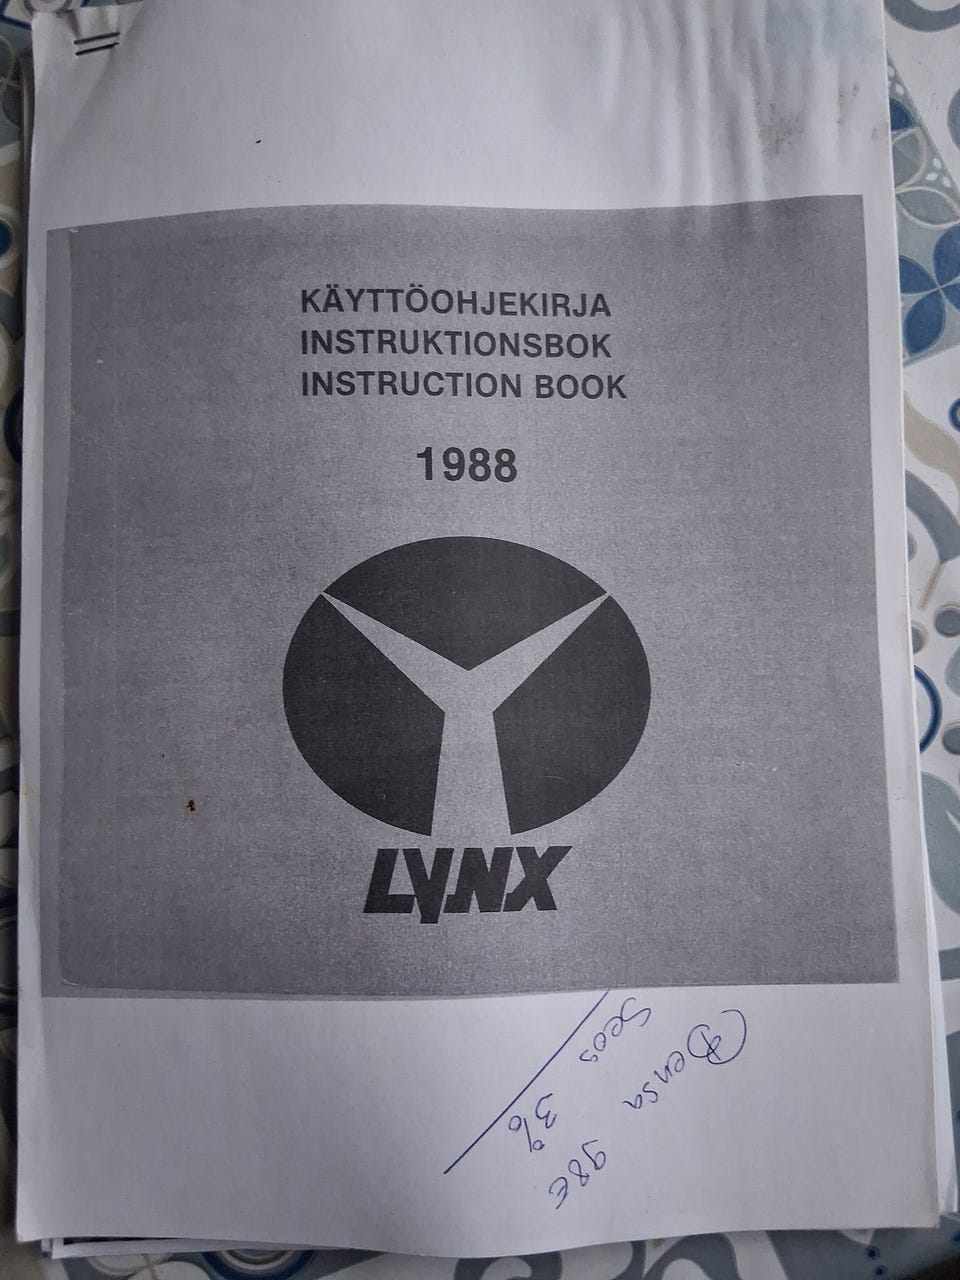 KÄYTTÖOHJEKIRJA
INSTRUKTIONSBOK
INSTRUCTION BOOK
1988
LYNX
Bensa 98E
Seos 3%